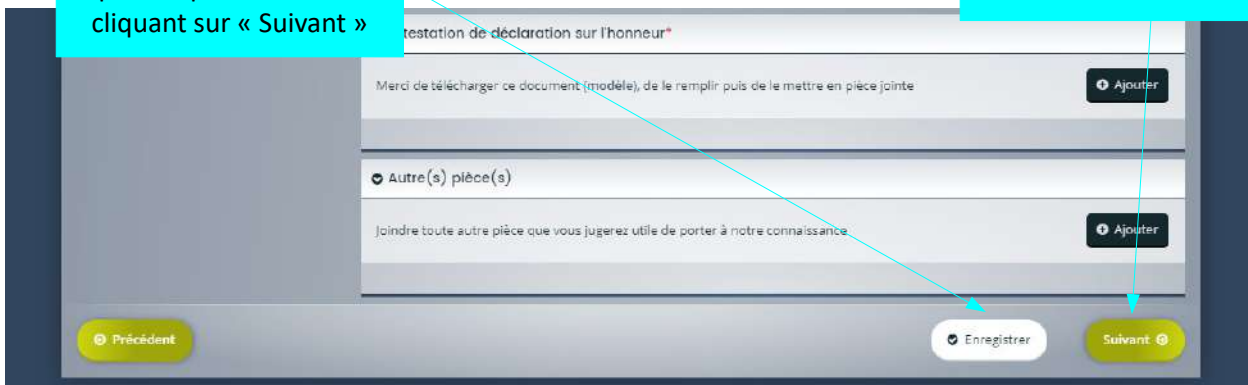 cliquant sur « Suivant »
testation de déclaration sur l'honneur*
Merci de télécharger ce document (modèle), de le remplir puis de le mettre en pièce jointe
Ajouter
Autre(s) pièce(s)
Joindre toute autre pièce que vous jugerez utile de porter à notre connaissance
Ajouter
Précédent
Enregistrer
Suivant